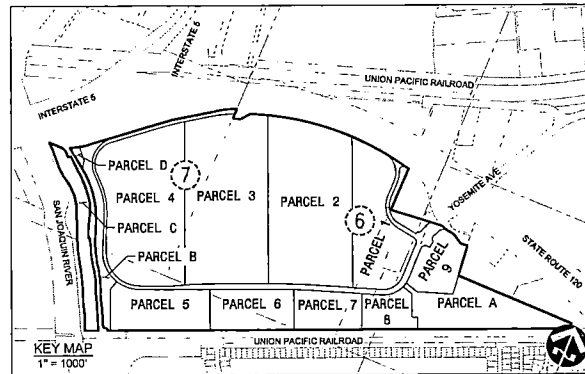 INTERSTATE 5
INTERSTATE 5
UNION PACIFIC RAILROAD
PARCEL D
7
PARCEL 4
PARCEL 3
PARCEL C
PARCEL 2
6
PARCEL 1
YOSEMITE AVE
SAN JOAQUIN RIVER
PARCEL B
PARCEL 9
STATE ROUTE 120
PARCEL 5
PARCEL 6
PARCEL 7
PARCEL 8
PARCEL A
UNION PACIFIC RAILROAD
KEY MAP
1" = 1000'